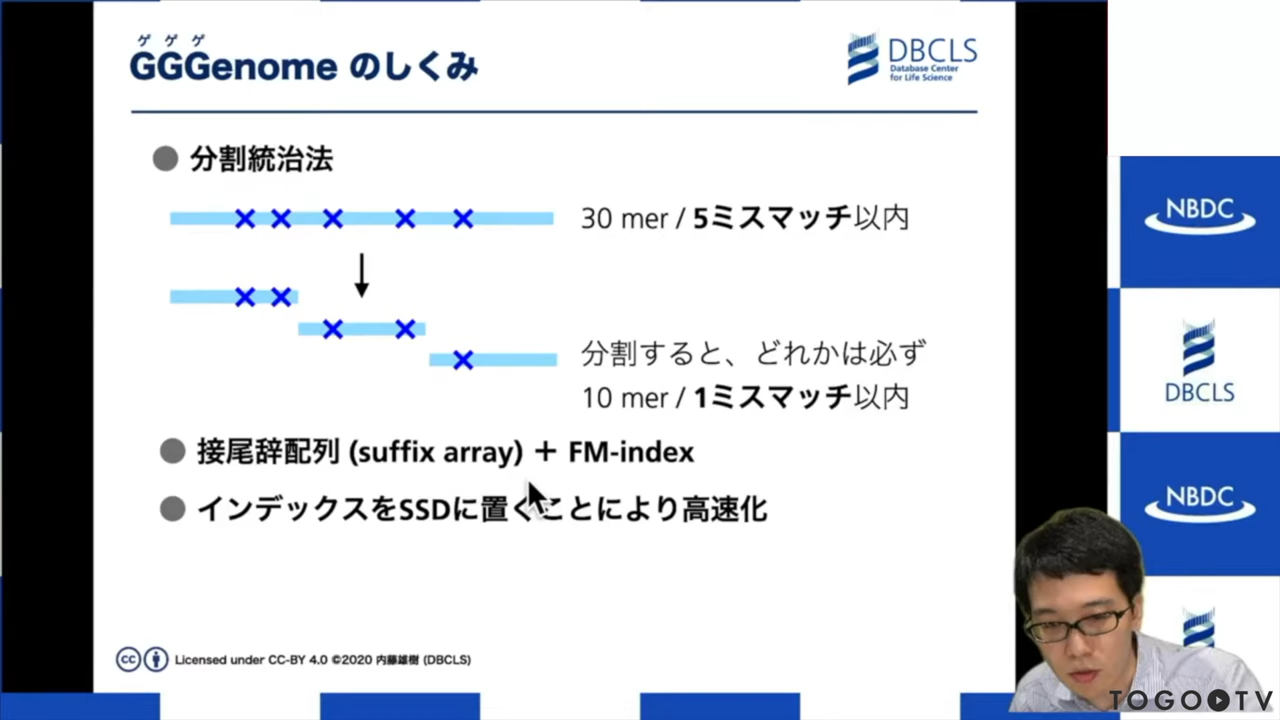 ゲゲゲ
GGGenome のしくみ
DBCLS
Database Center
for Life Science
分割統治法
30 mer / 5ミスマッチ以内
分割すると、どれかは必ず
10 mer / 1ミスマッチ以内
接尾辞配列 (suffix array) ＋ FM-index
インデックスをSSDに置くことにより高速化
cc
Licensed under CC-BY 4.0 ©2020 内藤雄樹 (DBCLS)
NBDC
DBCLS
NBDC
TOGOTV